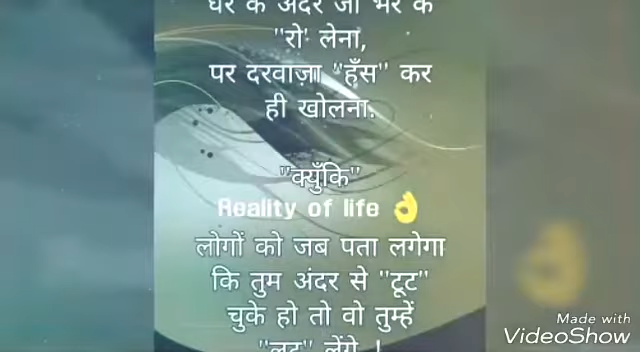 घर के अंदर जी भर के
"रो' लेना,
पर दरवाज़ा "हँस" कर
ही खोलना.
"क्युँकि"
Reality of life 👌
लोगों को जब पता लगेगा
कि तुम अंदर से "टूट"
चुके हो तो वो तुम्हें
"लूट" लेंगे !
Made with
VideoShow